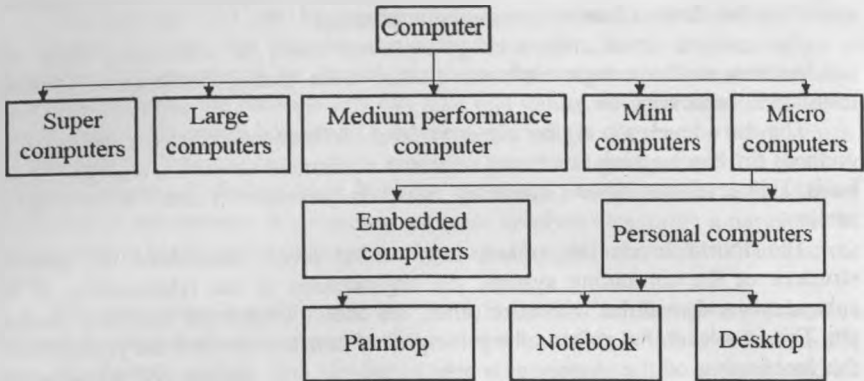 Computer
Super
computers
Large
computers
Medium performance
computer
Mini
computers
Micro
computers
Embedded
computers
Personal computers
Palmtop
Notebook
Desktop